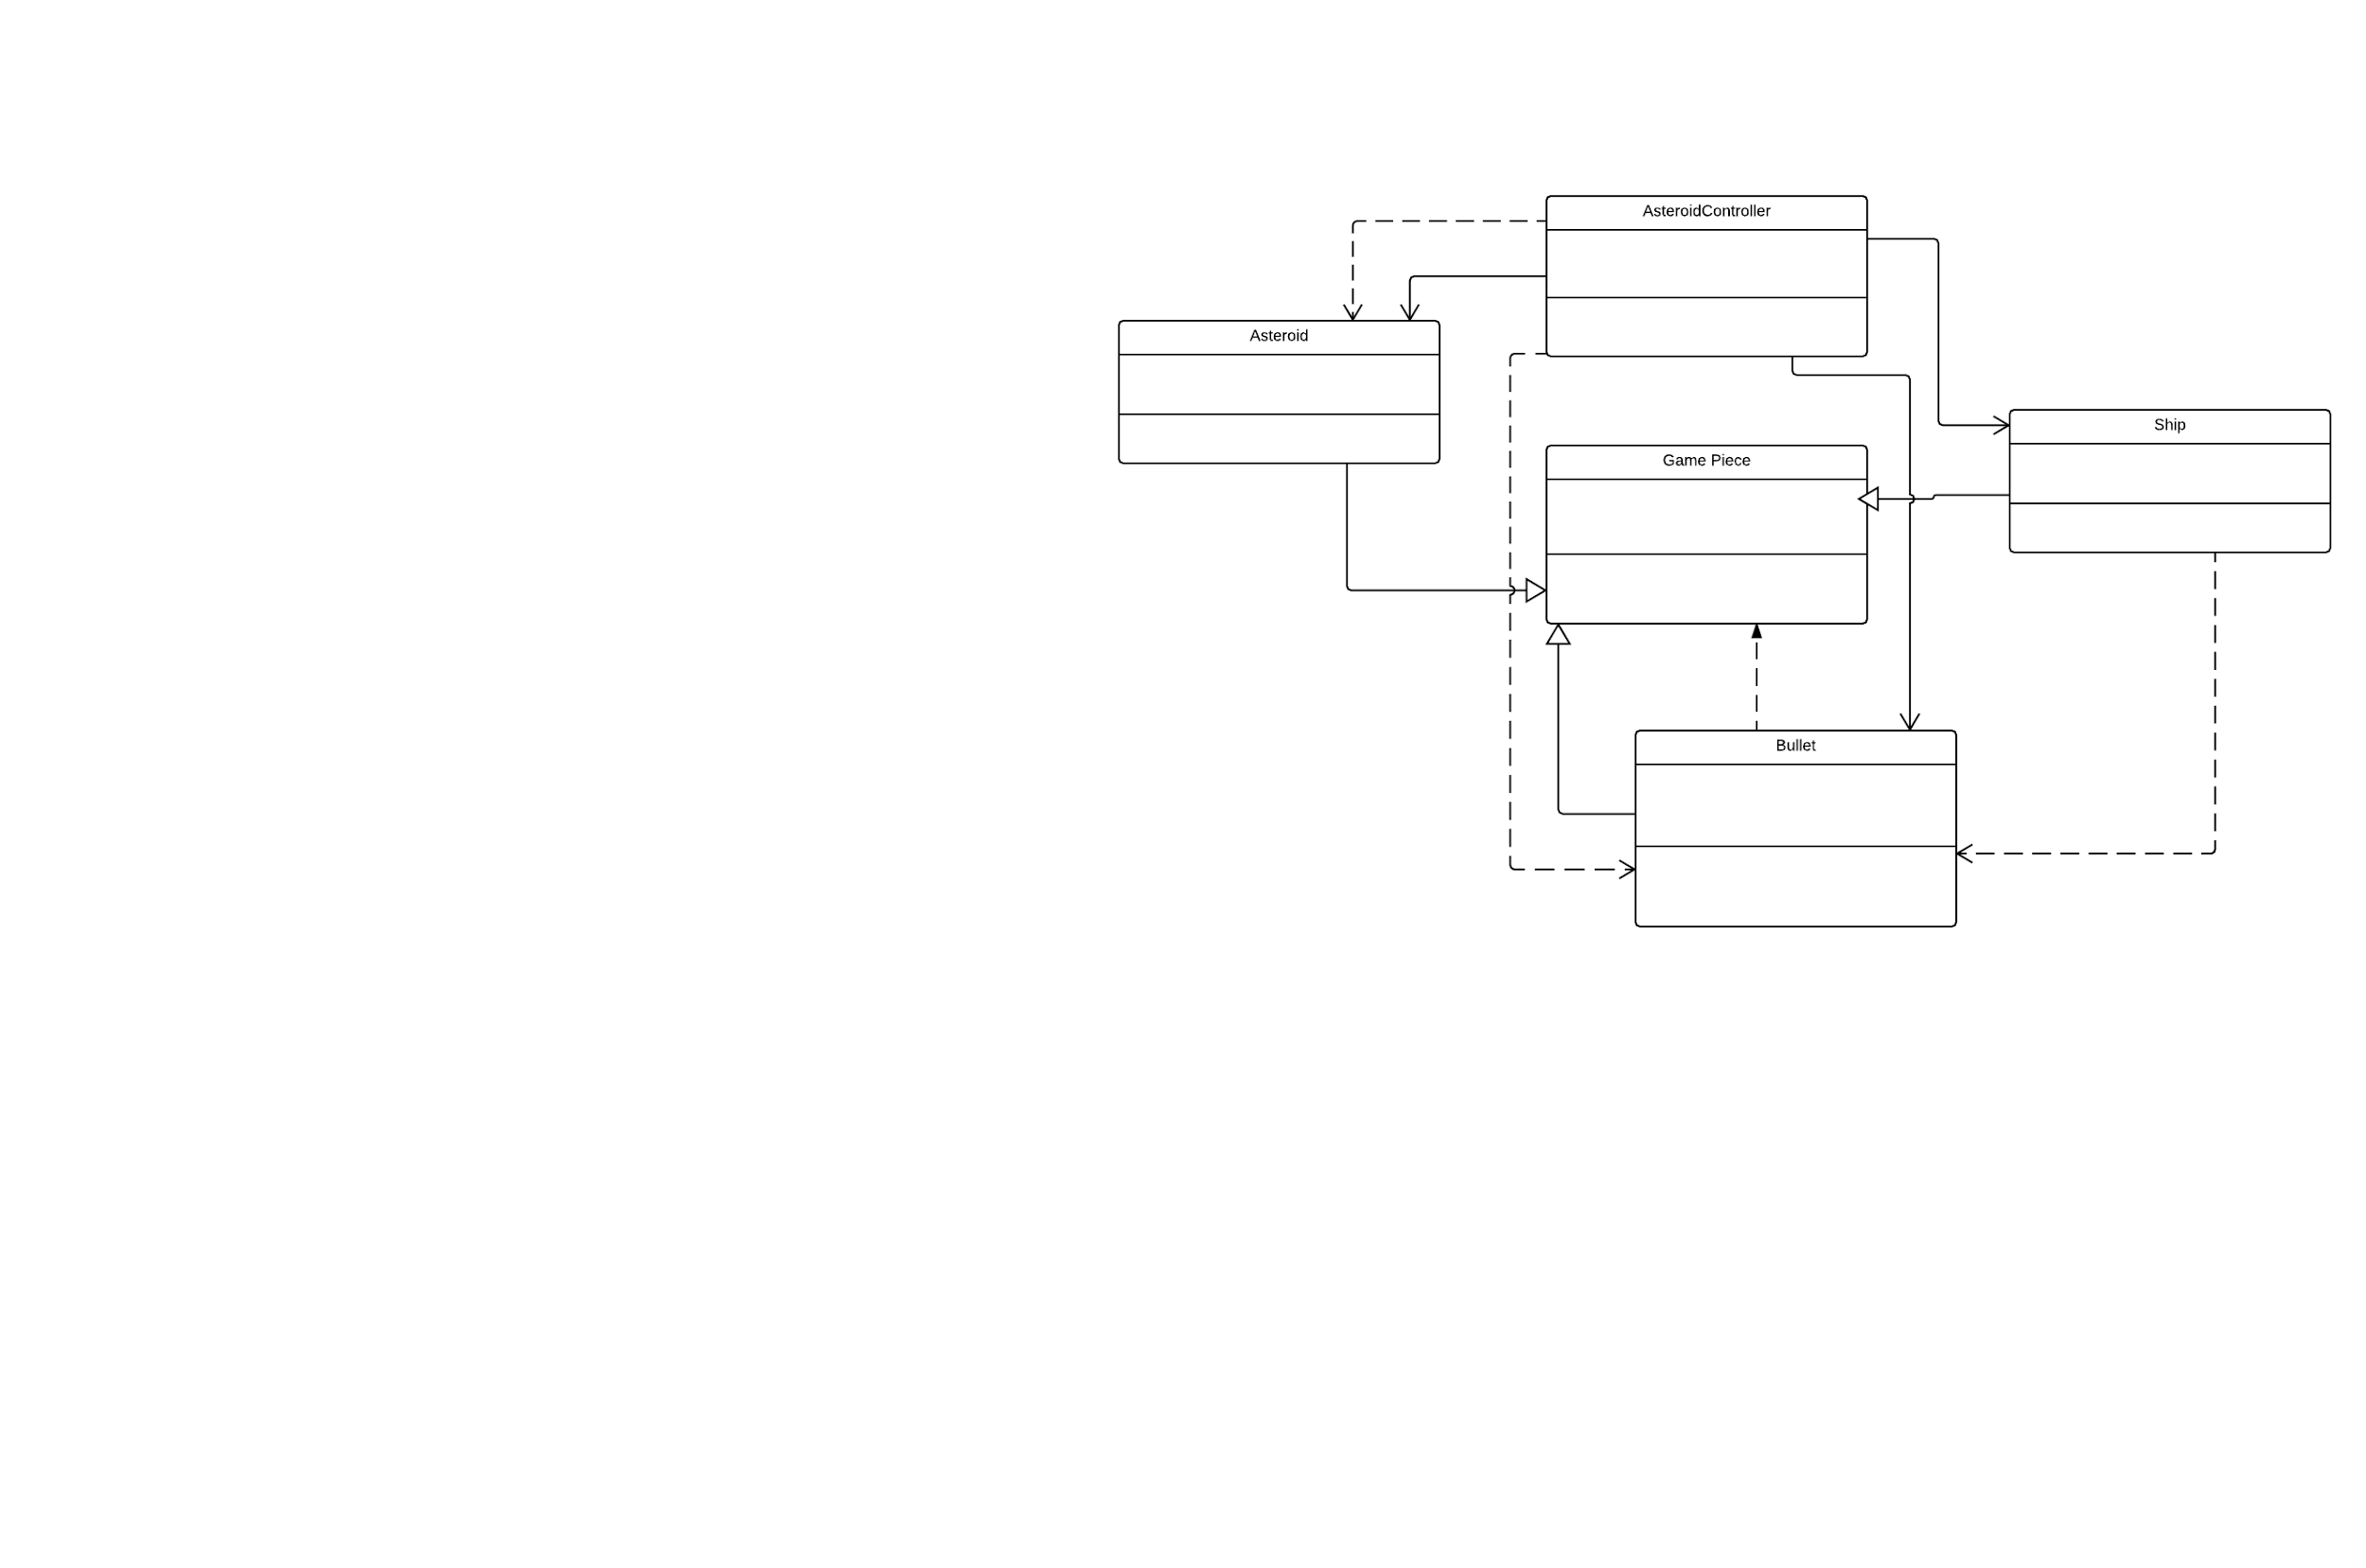 AsteroidController
Asteroid
Ship
Game Piece
Bullet